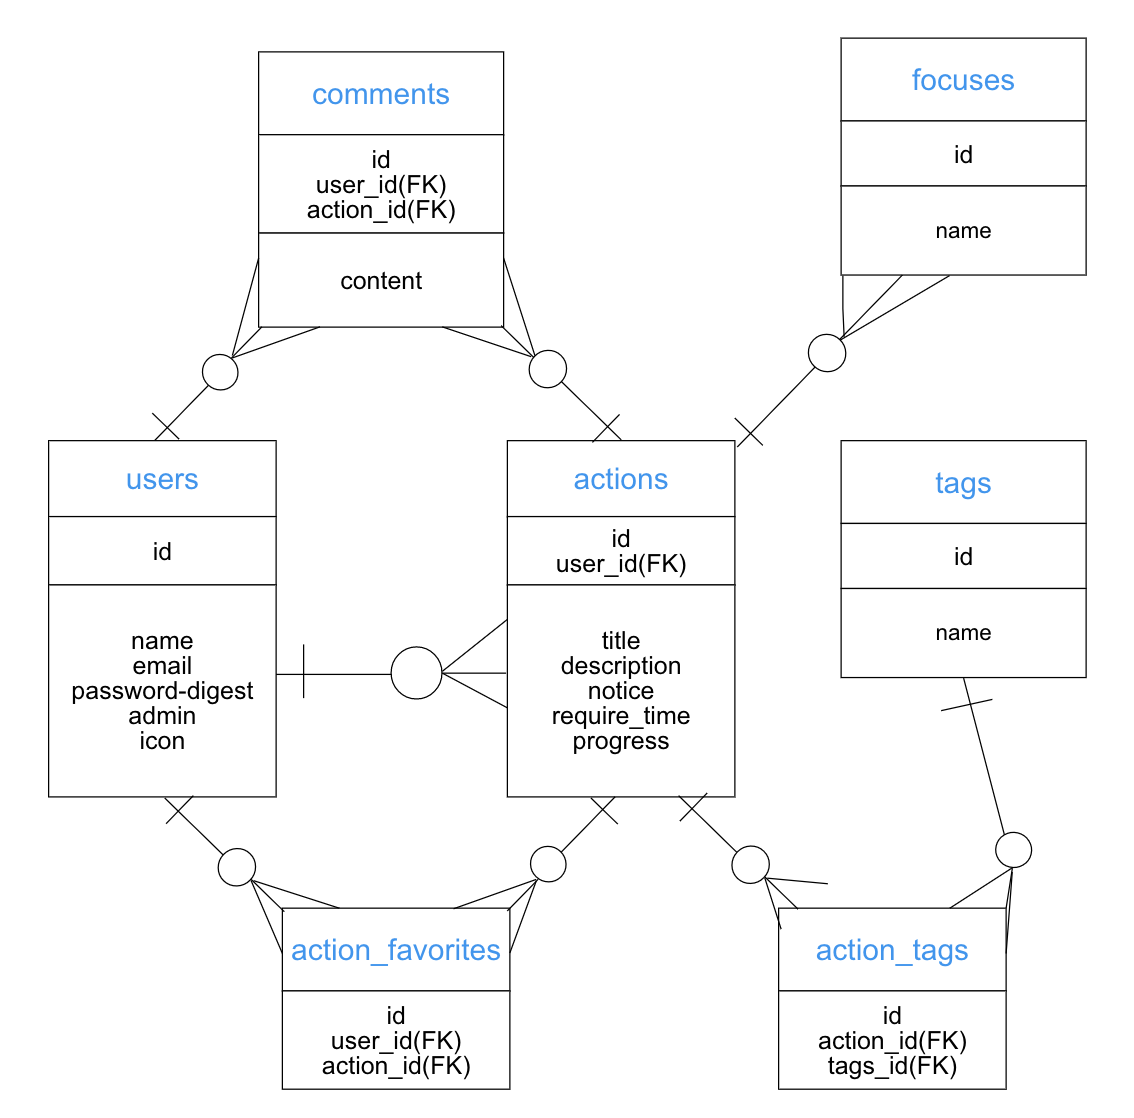 comments
id
user_id(FK)
action_id(FK)
content
focuses
id
name
users
id
name
email
password-digest
admin
icon
actions
id
user_id(FK)
title
description
notice
require_time
progress
tags
id
name
action_favorites
id
user_id(FK)
action_id(FK)
action_tags
id
action_id(FK)
tags_id(FK)